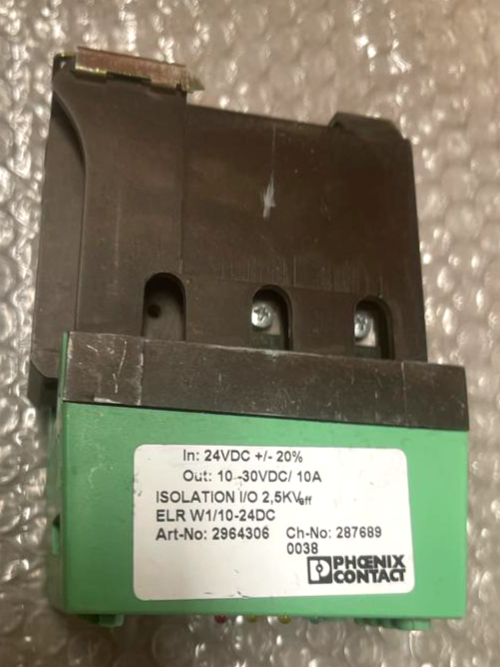 In: 24VDC +/- 20%
Out: 10 -30VDC/ 10A
ISOLATION I/O 2,5KVeff
ELR W1/10-24DC
Art-No: 2964306 Ch-No: 287689
0038
PHŒNIX
CONTACT